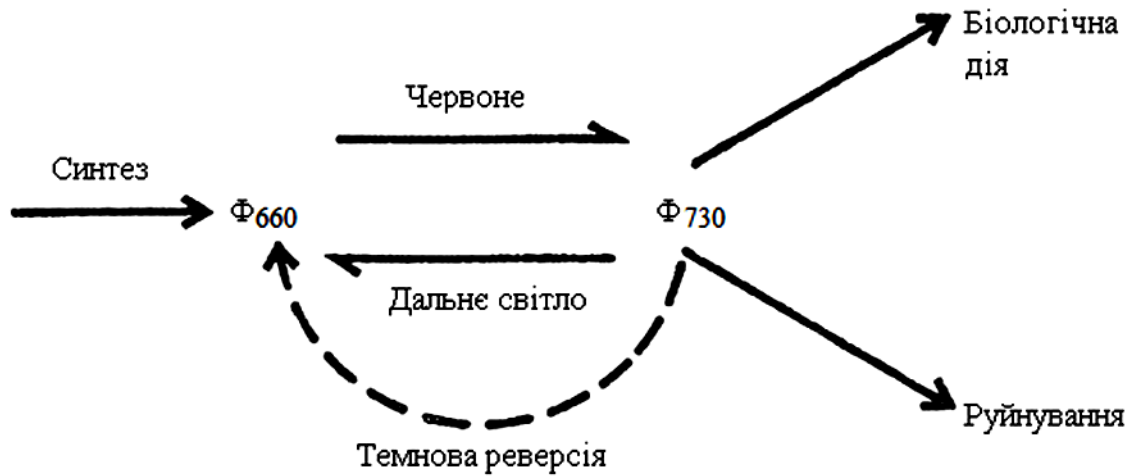 Біологічна
дія
Червоне
Синтез
Ф660
Ф730
Дальнє світло
Руйнування
Темнова реверсія